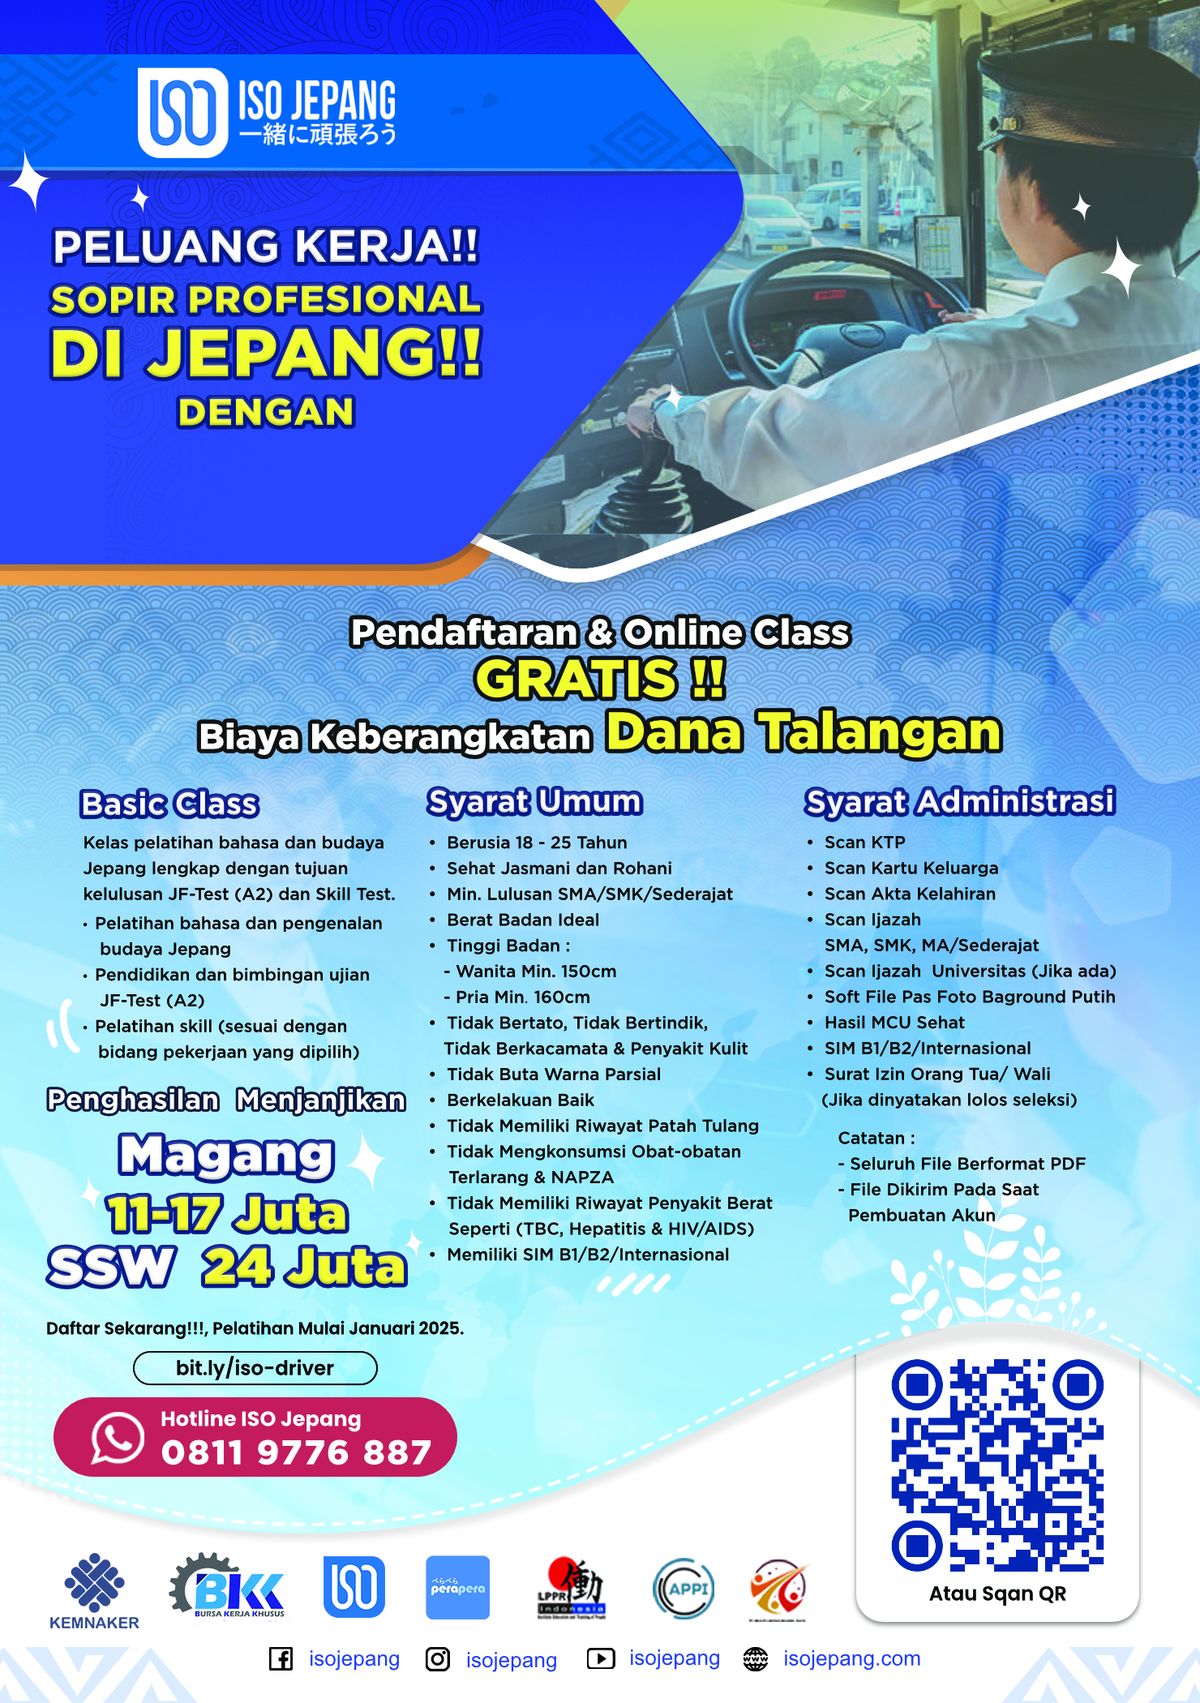 ISO JEPANG
一緒に頑張ろう
PELUANG KERJA!!
SOPIR PROFESIONAL
DI JEPANG!!
DENGAN
Pendaftaran & Online Class
GRATIS !!
Biaya Keberangkatan Dana Talangan
Basic Class
Kelas pelatihan bahasa dan budaya
Jepang lengkap dengan tujuan
kelulusan JF-Test (A2) dan Skill Test.
· Pelatihan bahasa dan pengenalan
budaya Jepang
· Pendidikan dan bimbingan ujian
JF-Test (A2)
· Pelatihan skill (sesuai dengan
bidang pekerjaan yang dipilih)
Penghasilan Menjanjikan
Magang
11-17 Juta
SSW 24 Juta
Syarat Umum
• Berusia 18 - 25 Tahun
• Sehat Jasmani dan Rohani
• Min. Lulusan SMA/SMK/Sederajat
• Berat Badan Ideal
• Tinggi Badan :
- Wanita Min. 150cm
- Pria Min. 160cm
• Tidak Bertato, Tidak Bertindik,
Tidak Berkacamata & Penyakit Kulit
• Tidak Buta Warna Parsial
• Berkelakuan Baik
• Tidak Memiliki Riwayat Patah Tulang
• Tidak Mengkonsumsi Obat-obatan
Terlarang & NAPZA
• Tidak Memiliki Riwayat Penyakit Berat
Seperti (TBC, Hepatitis & HIV/AIDS)
• Memiliki SIM B1/B2/Internasional
Syarat Administrasi
• Scan KTP
• Scan Kartu Keluarga
• Scan Akta Kelahiran
• Scan Ijazah
SMA, SMK, MA/Sederajat
• Scan Ijazah Universitas (Jika ada)
• Soft File Pas Foto Baground Putih
• Hasil MCU Sehat
• SIM B1/B2/Internasional
• Surat Izin Orang Tua/ Wali
(Jika dinyatakan lolos seleksi)
Catatan :
- Seluruh File Berformat PDF
- File Dikirim Pada Saat
Pembuatan Akun
Daftar Sekarang!!!, Pelatihan Mulai Januari 2025.
bit.ly/iso-driver
Hotline ISO Jepang
0811 9776 887
Atau Sqan QR
KEMNAKER
BKK
BURSA KERJA KHUSUS
ぺらぺら
perapera
働
LPPR
Indonesia
APPI
isojepang
isojepang
isojepang
isojepang.com